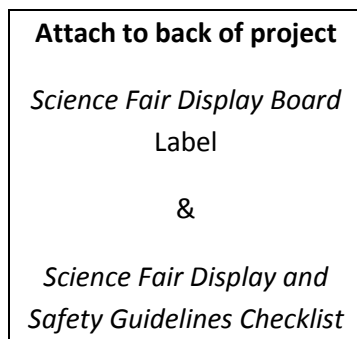 Attach to back of project
Science Fair Display Board
Label
&
Science Fair Display and
Safety Guidelines Checklist